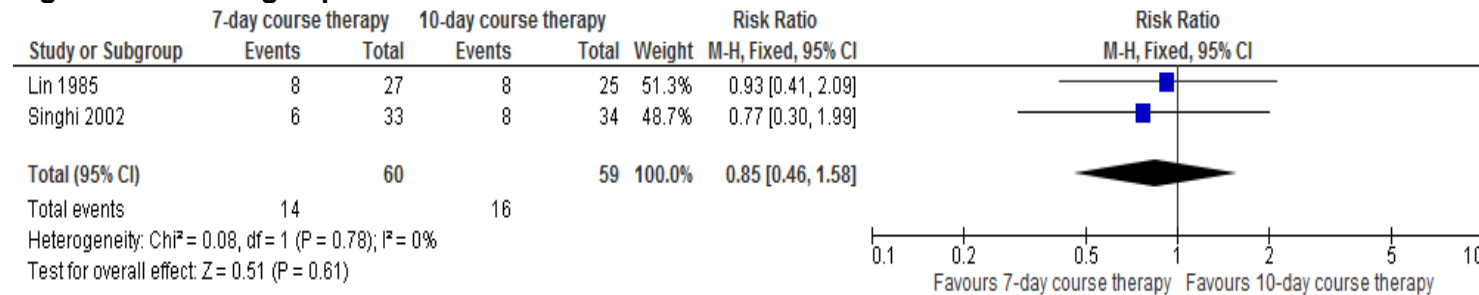 7-day course therapy 10-day course therapy Risk Ratio Risk Ratio
Study or Subgroup Events Total Events Total Weight M-H, Fixed, 95% CI M-H, Fixed, 95% CI
Lin 1985 8 27 8 25 51.3% 0.93 [0.41, 2.09]
Singhi 2002 6 33 8 34 48.7% 0.77 [0.30, 1.99]
Total (95% CI) 60 59 100.0% 0.85 [0.46, 1.58]
Total events 14 16
Heterogeneity: Chi² = 0.08, df = 1 (P = 0.78); I² = 0%
Test for overall effect: Z = 0.51 (P = 0.61)
0.1 0.2 0.5 1 2 5 10
Favours 7-day course therapy Favours 10-day course therapy